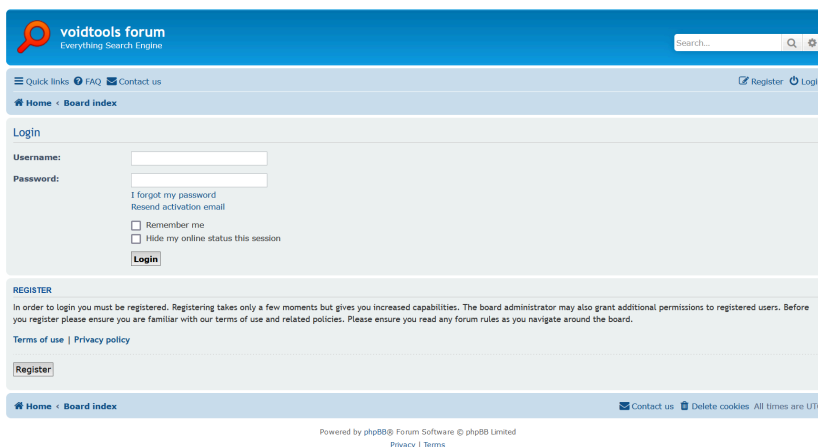 voidtools forum
Everything Search Engine
Search...
Quick links FAQ Contact us
Register Logi
Home ‹ Board index
Login
Username:
Password:
I forgot my password
Resend activation email
Remember me
Hide my online status this session
Login
REGISTER
In order to login you must be registered. Registering takes only a few moments but gives you increased capabilities. The board administrator may also grant additional permissions to registered users. Before
you register please ensure you are familiar with our terms of use and related policies. Please ensure you read any forum rules as you navigate around the board.
Terms of use | Privacy policy
Register
Home ‹ Board index
Contact us Delete cookies All times are UT
Powered by phpBB® Forum Software © phpBB Limited
Privacy | Terms